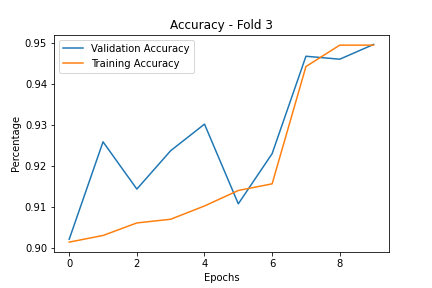 Accuracy - Fold 3
Validation Accuracy
Training Accuracy
Percentage
0.95
0.94
0.93
0.92
0.91
0.90
0 2 4 6 8
Epochs